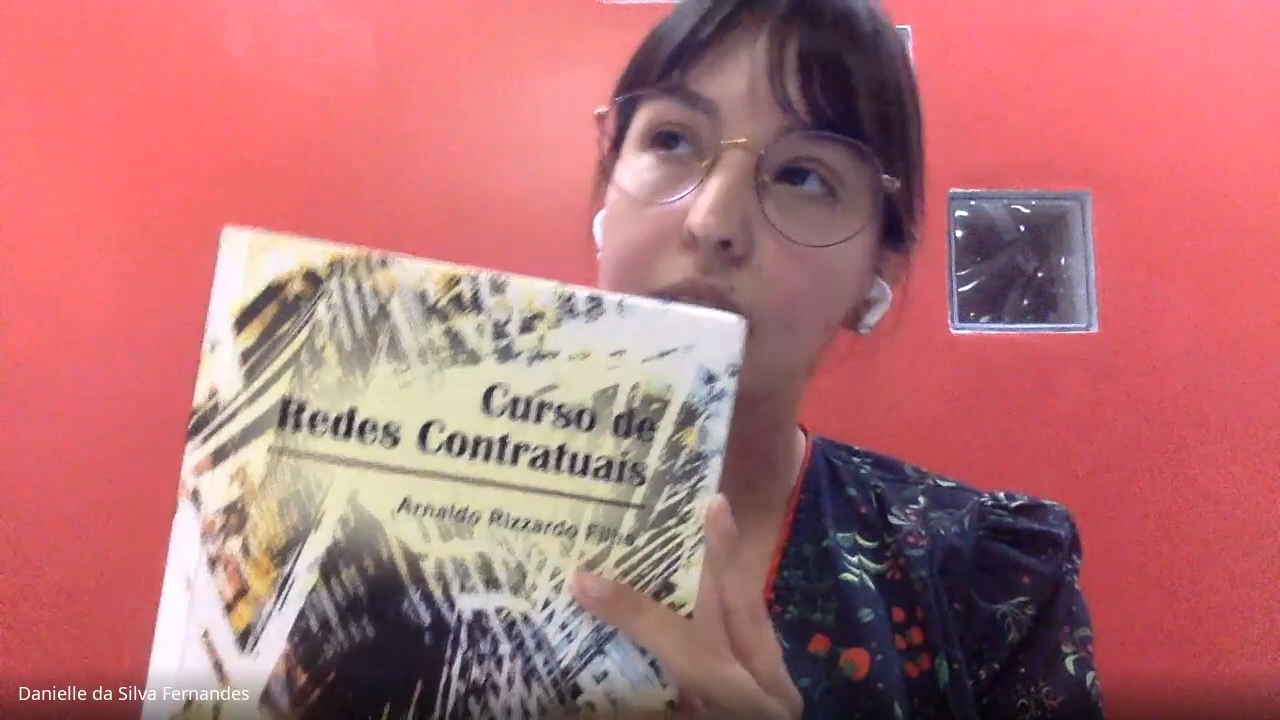 Curso de
Redes Contratuais
Arnaldo Rizzardo Filho
Danielle da Silva Fernandes